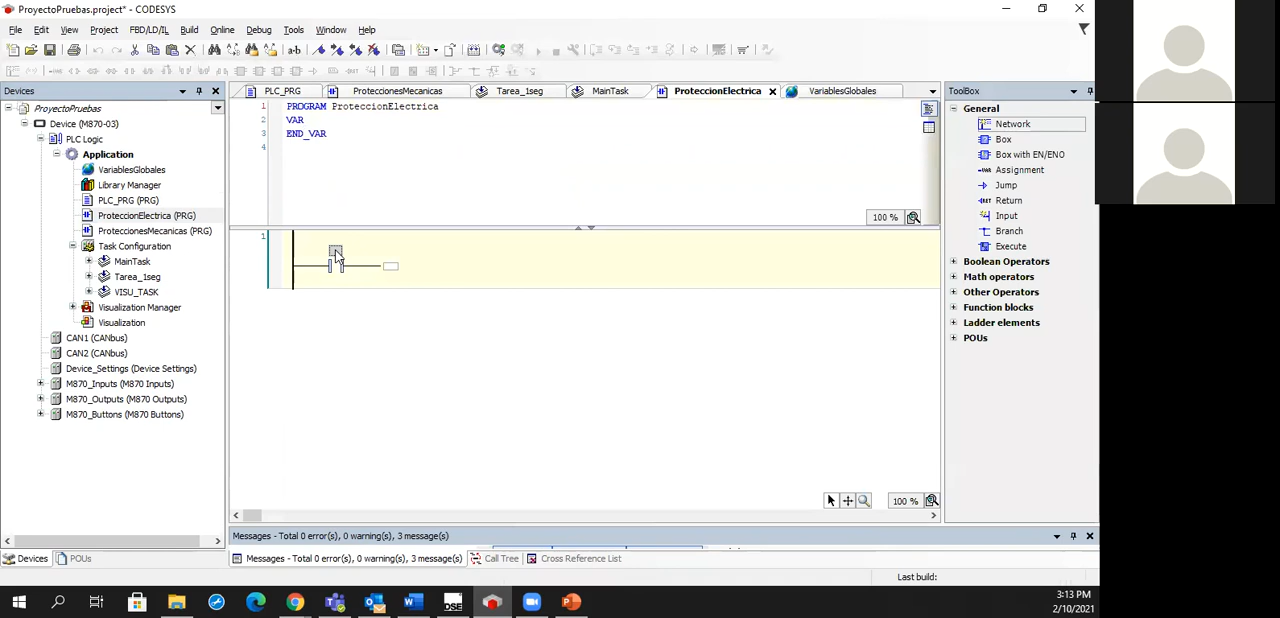 ProyectoPruebas.project* - CODESYS
File Edit View Project FBD/LD/IL Build Online Debug Tools Window Help
Devices
ProyectoPruebas
Device (M870-03)
PLC Logic
Application
VariablesGlobales
Library Manager
PLC_PRG (PRG)
ProteccionElectrica (PRG)
ProteccionesMecanicas (PRG)
Task Configuration
MainTask
Tarea_1seg
VISU_TASK
Visualization Manager
Visualization
CAN1 (CANbus)
CAN2 (CANbus)
Device_Settings (Device Settings)
M870_Inputs (M870 Inputs)
M870_Outputs (M870 Outputs)
M870_Buttons (M870 Buttons)
Devices POUs
PLC_PRG ProteccionesMecanicas Tarea_1seg MainTask ProteccionElectrica VariablesGlobales
1 PROGRAM ProteccionElectrica
2 VAR
3 END_VAR
4
100 %
1
100 %
Messages - Total 0 error(s), 0 warning(s), 3 message(s)
Messages - Total 0 error(s), 0 warning(s), 3 message(s) Call Tree Cross Reference List
Last build:
ToolBox
General
Network
Box
Box with EN/ENO
Assignment
Jump
Return
Input
Branch
Execute
Boolean Operators
Math operators
Other Operators
Function blocks
Ladder elements
POUs
DSE
3:13 PM
2/10/2021